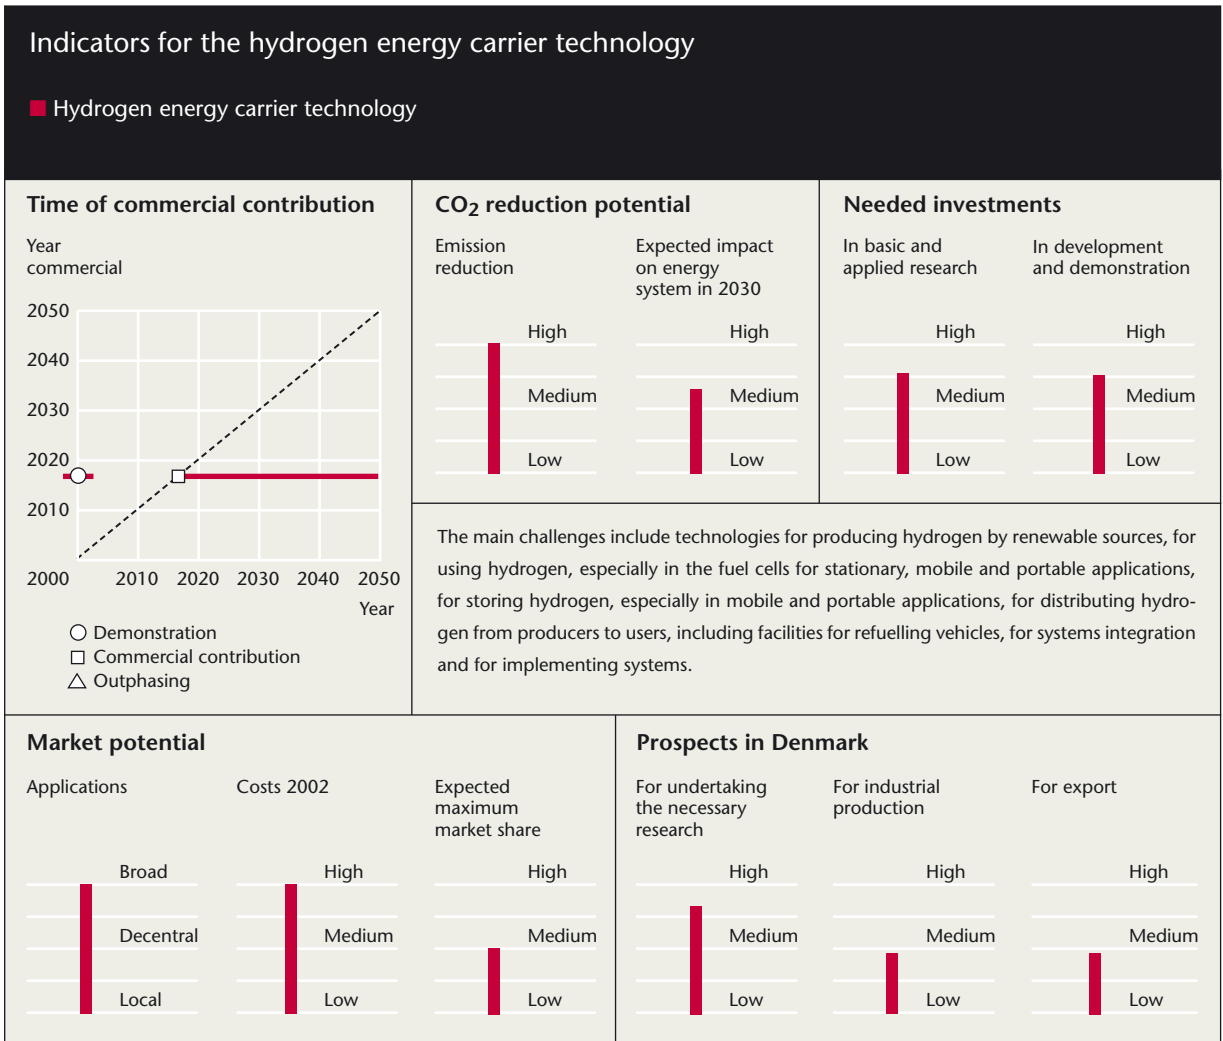 Indicators for the hydrogen energy carrier technology
Hydrogen energy carrier technology
Time of commercial contribution
Year
commercial
2050
2040
2030
2020
2010
2000
2010
2020
2030
2040
2050
Year
Demonstration
Commercial contribution
Outphasing
CO2 reduction potential
Emission
reduction
High
Medium
Low
Expected impact
on energy
system in 2030
High
Medium
Low
Needed investments
In basic and
applied research
High
Medium
Low
In development
and demonstration
High
Medium
Low
The main challenges include technologies for producing hydrogen by renewable sources, for
using hydrogen, especially in the fuel cells for stationary, mobile and portable applications,
for storing hydrogen, especially in mobile and portable applications, for distributing hydro-
gen from producers to users, including facilities for refuelling vehicles, for systems integration
and for implementing systems.
Market potential
Applications
Broad
Decentral
Local
Costs 2002
High
Medium
Low
Expected
maximum
market share
High
Medium
Low
Prospects in Denmark
For undertaking
the necessary
research
High
Medium
Low
For industrial
production
High
Medium
Low
For export
High
Medium
Low